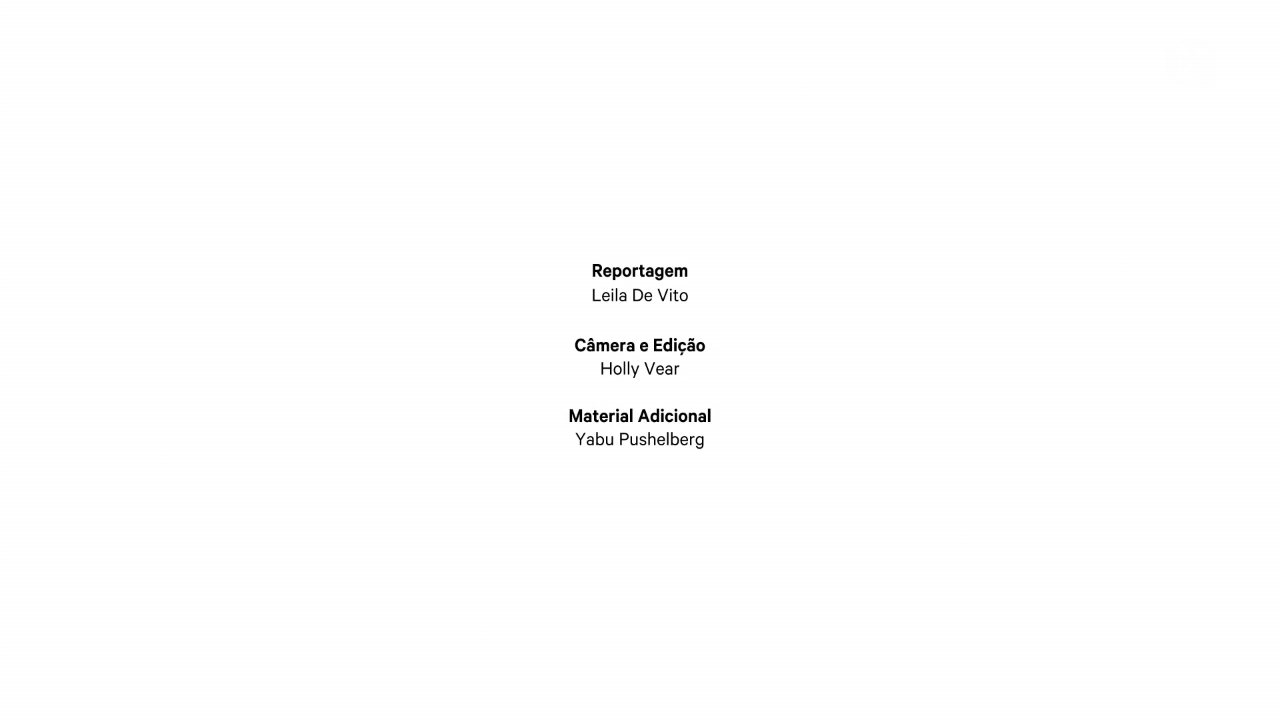 Reportagem
Leila De Vito
Câmera e Edição
Holly Vear
Material Adicional
Yabu Pushelberg